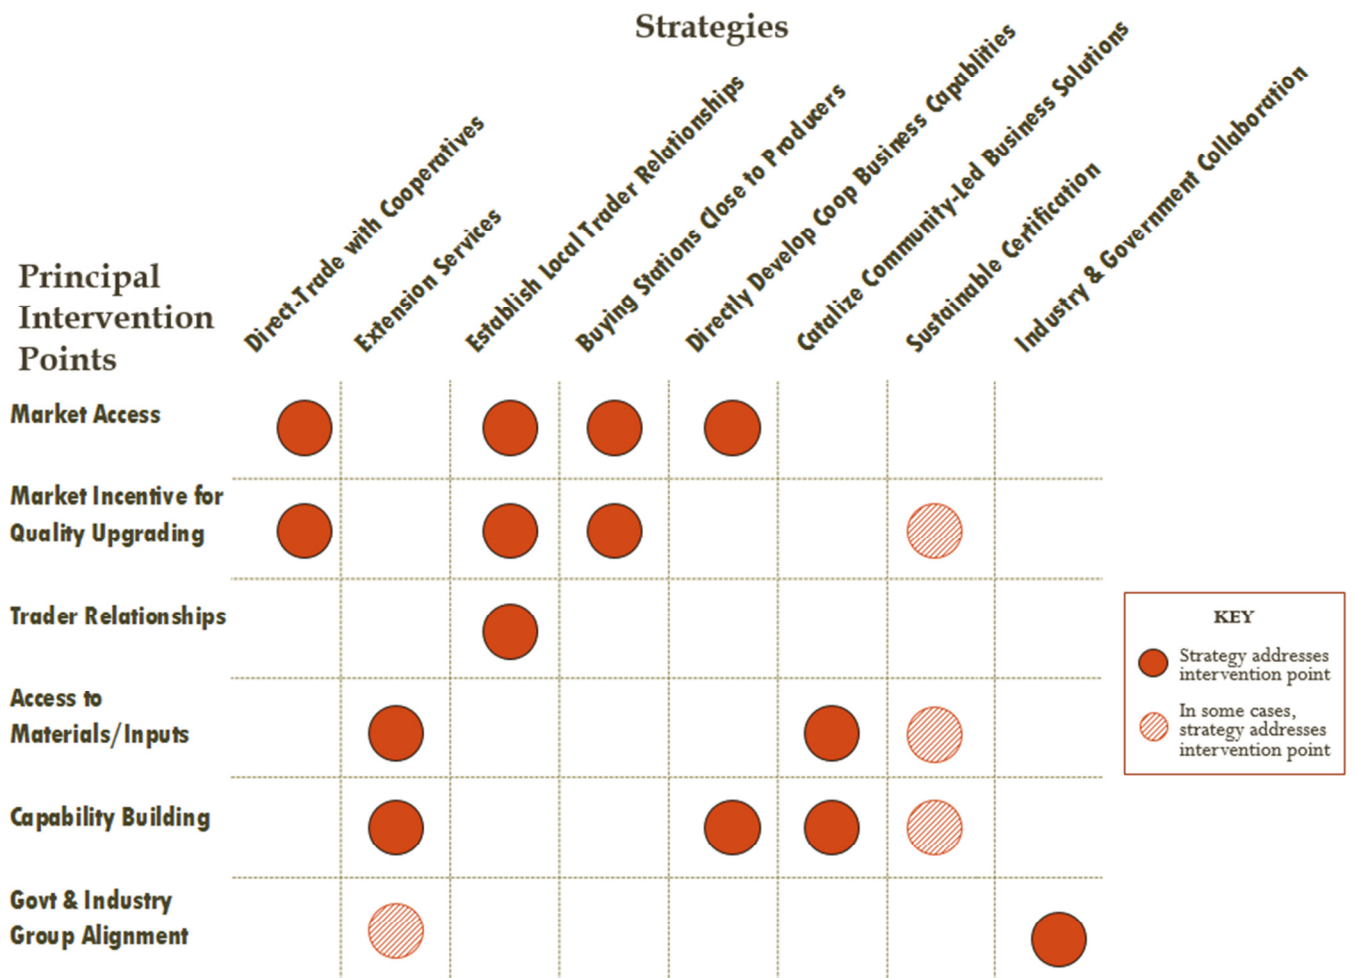 Strategies
Direct-Trade with Cooperatives
Extension Services
Establish Local Trader Relationships
Buying Stations Close to Producers
Directly Develop Coop Business Capablities
Catalize Community-Led Business Solutions
Sustainable Certification
Industry & Government Collaboration
Principal
Intervention
Points
Market Access
Market Incentive for
Quality Upgrading
Trader Relationships
Access to
Materials/Inputs
Capability Building
Govt & Industry
Group Alignment
KEY
Strategy addresses
intervention point
In some cases,
strategy addresses
intervention point